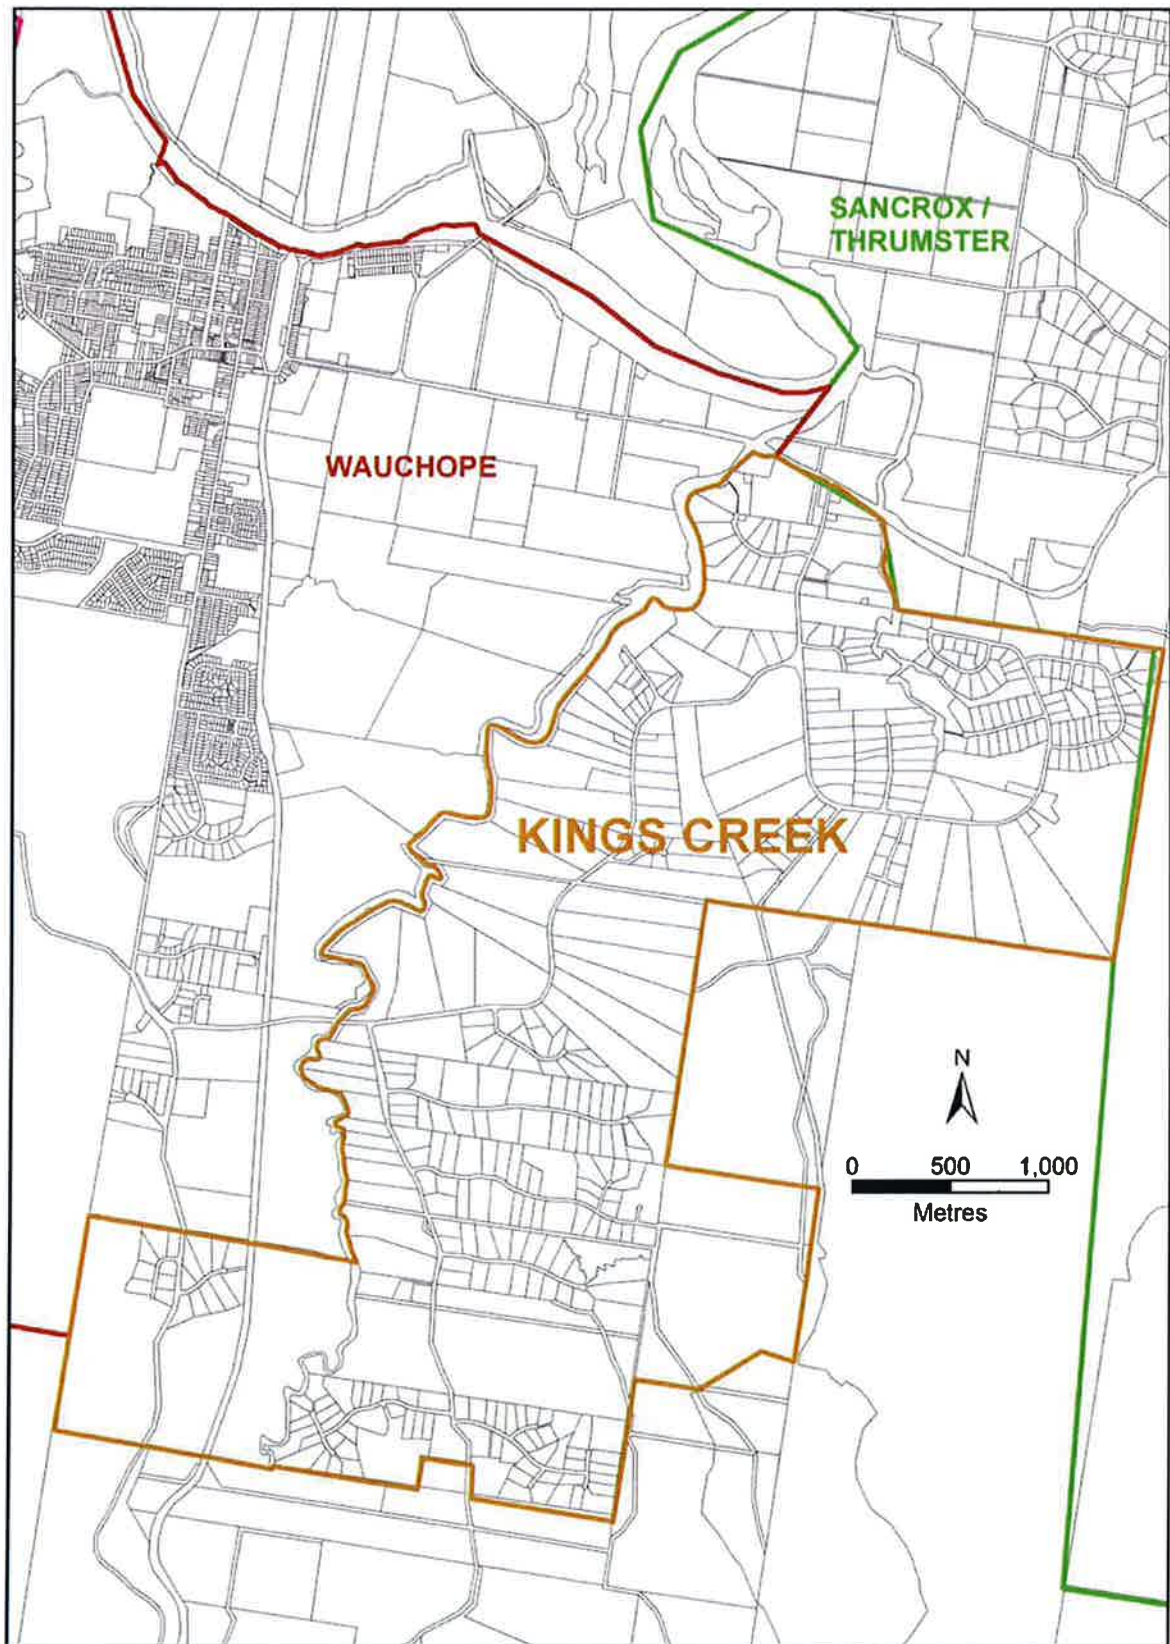 SANCROX /
THRUMSTER
WAUCHOPE
KINGS CREEK
N
0 500 1,000
Metres